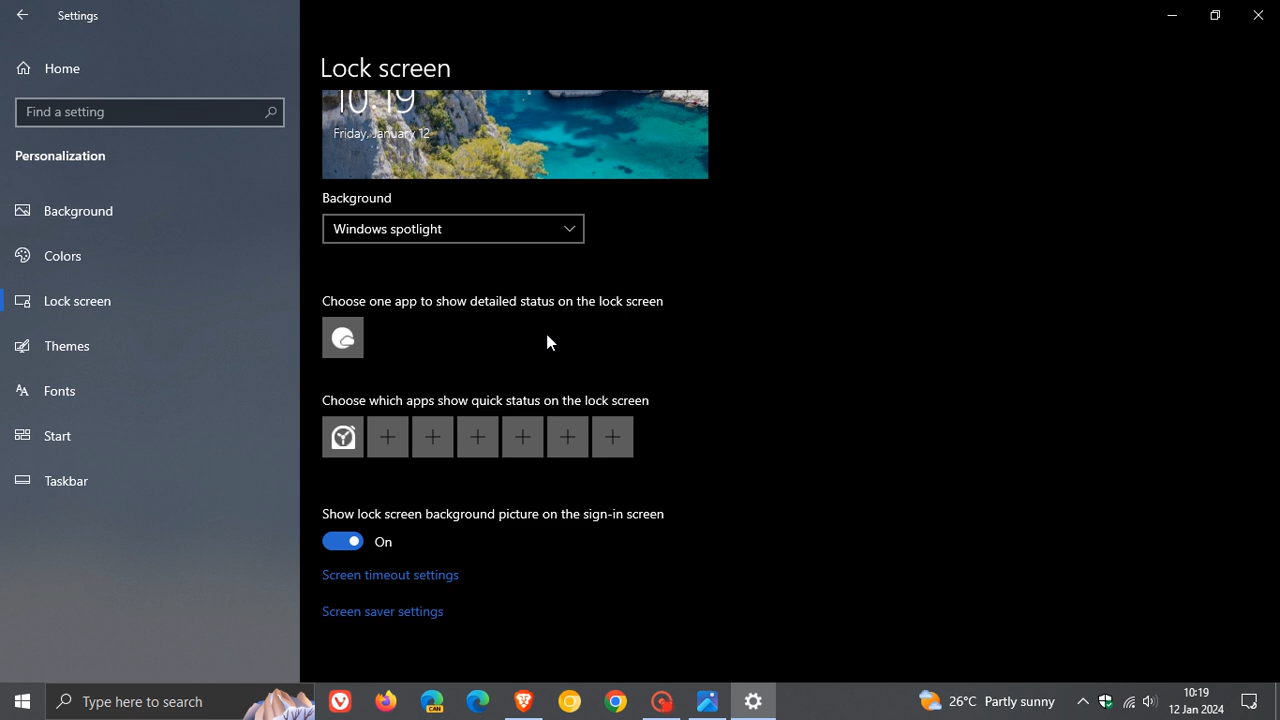 Settings
Home
Find a setting
Personalization
Background
Colors
Lock screen
Themes
Fonts
Start
Taskbar
Lock screen
10:19
Friday, January 12
Background
Windows spotlight
Choose one app to show detailed status on the lock screen
Choose which apps show quick status on the lock screen
Show lock screen background picture on the sign-in screen
On
Screen timeout settings
Screen saver settings
Type here to search
CAN
26°C Partly sunny
10:19
12 Jan 2024